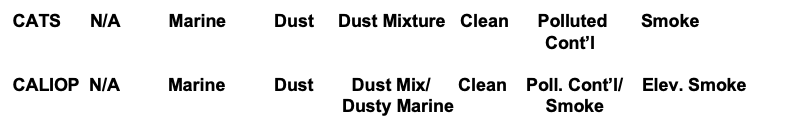 CATS N/A Marine Dust Dust Mixture Clean Polluted Smoke
Cont'l
CALIOP N/A Marine Dust Dust Mix/ Clean Poll. Cont'l/ Elev. Smoke
Dusty Marine Smoke